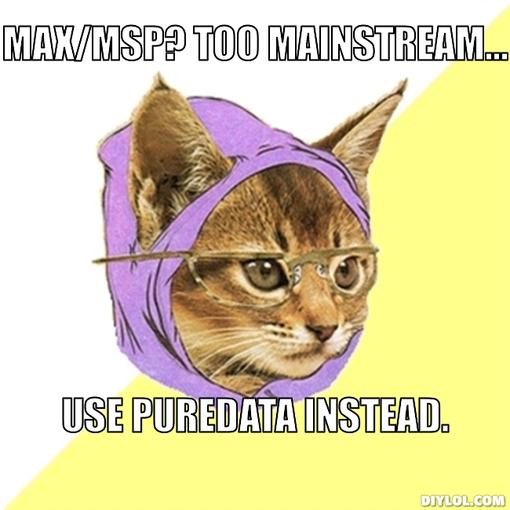 MAX/MSP? TOO MAINSTREAM...
USE PUREDATA INSTEAD.
DIYLOL.COM